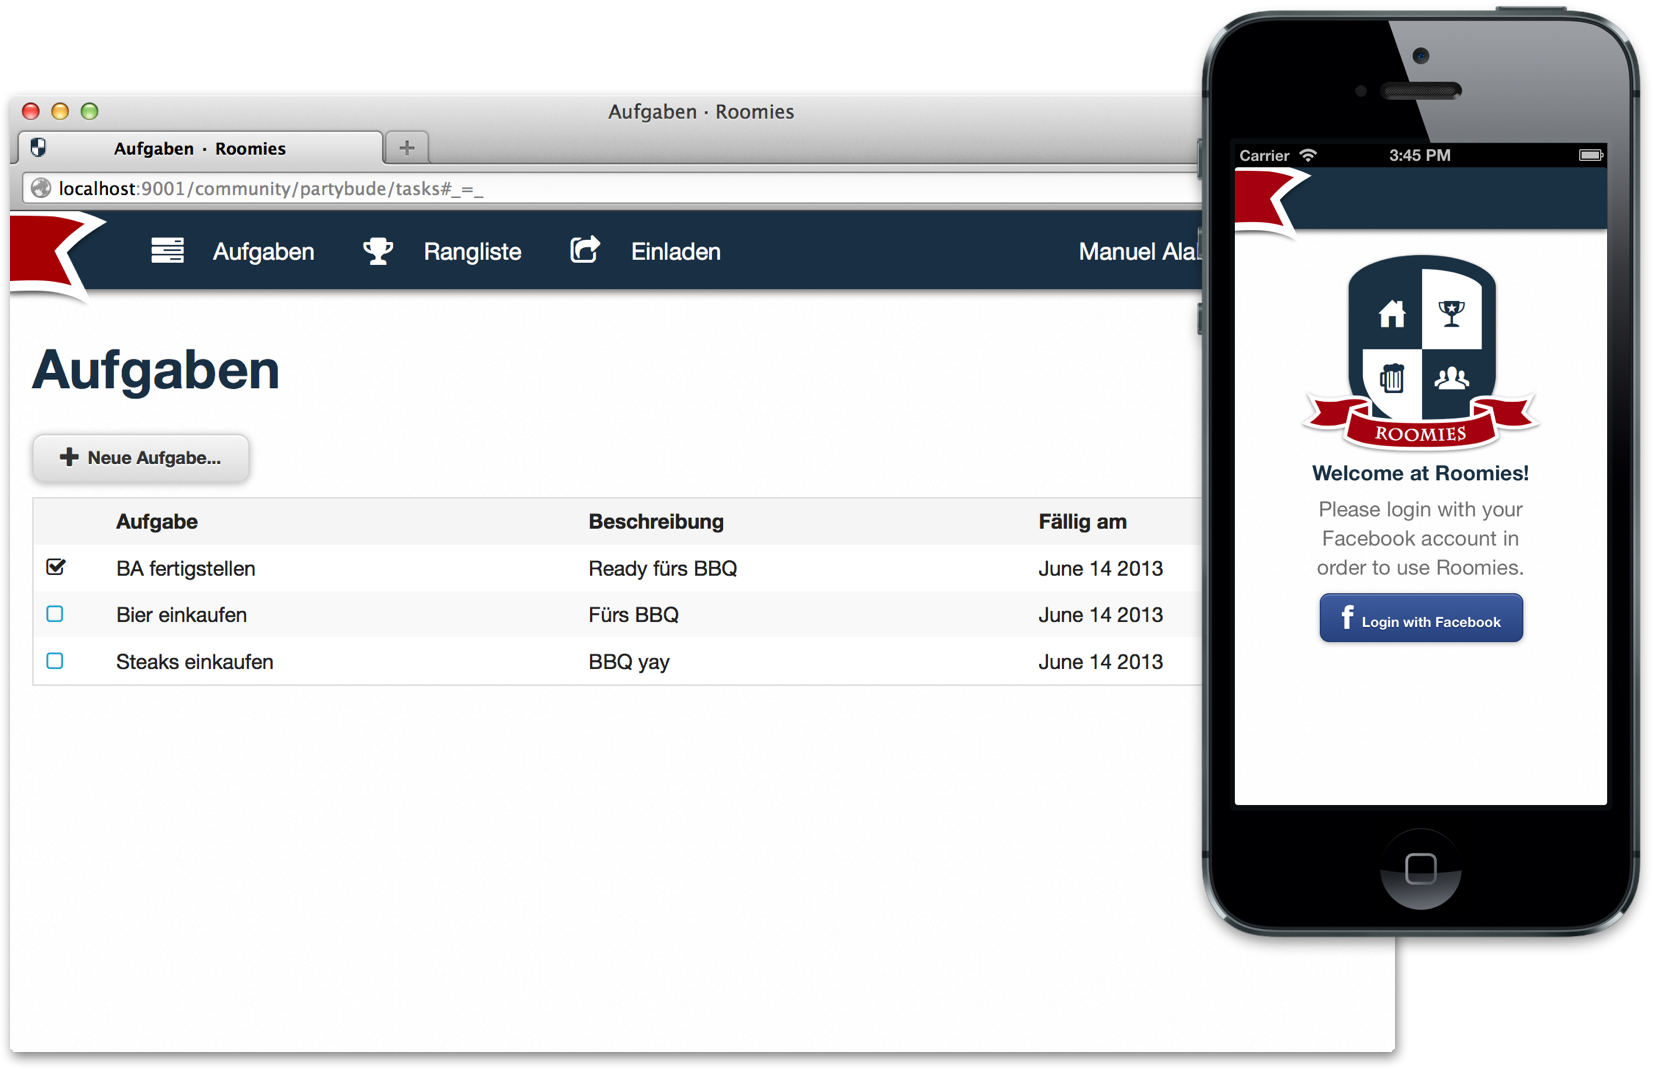 Aufgaben · Roomies
Aufgaben · Roomies
localhost:9001/community/partybude/tasks#_=_
Aufgaben Rangliste Einladen Manuel
Aufgaben
Neue Aufgabe...
Aufgabe Beschreibung Fällig am
BA fertigstellen Ready fürs BBQ June 14 2013
Bier einkaufen Fürs BBQ June 14 2013
Steaks einkaufen BBQ yay June 14 2013
Carrier 3:45 PM
ROOMIES
Welcome at Roomies!
Please login with your
Facebook account in
order to use Roomies.
f Login with Facebook